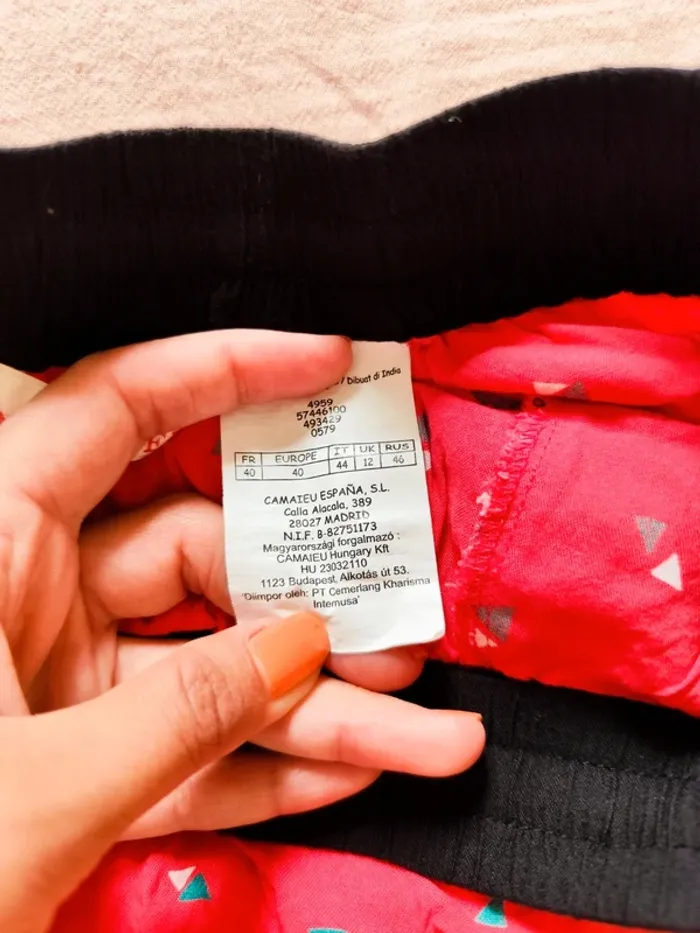 Dibuat di India
4959
57446100
493429
0579
FR EUROPE IT UK RUS
40 40 44 12 46
CAMAIEU ESPAÑA, S.L.
Calla Alacala, 389
28027 MADRID
N.I.F. B-82751173
Magyarországi forgalmazó :
CAMAIEU Hungary Kft
HU 23032110
1123 Budapest, Alkotás út 53.
'Diimpor oleh: PT Cemerlang Kharisma
Internusa'